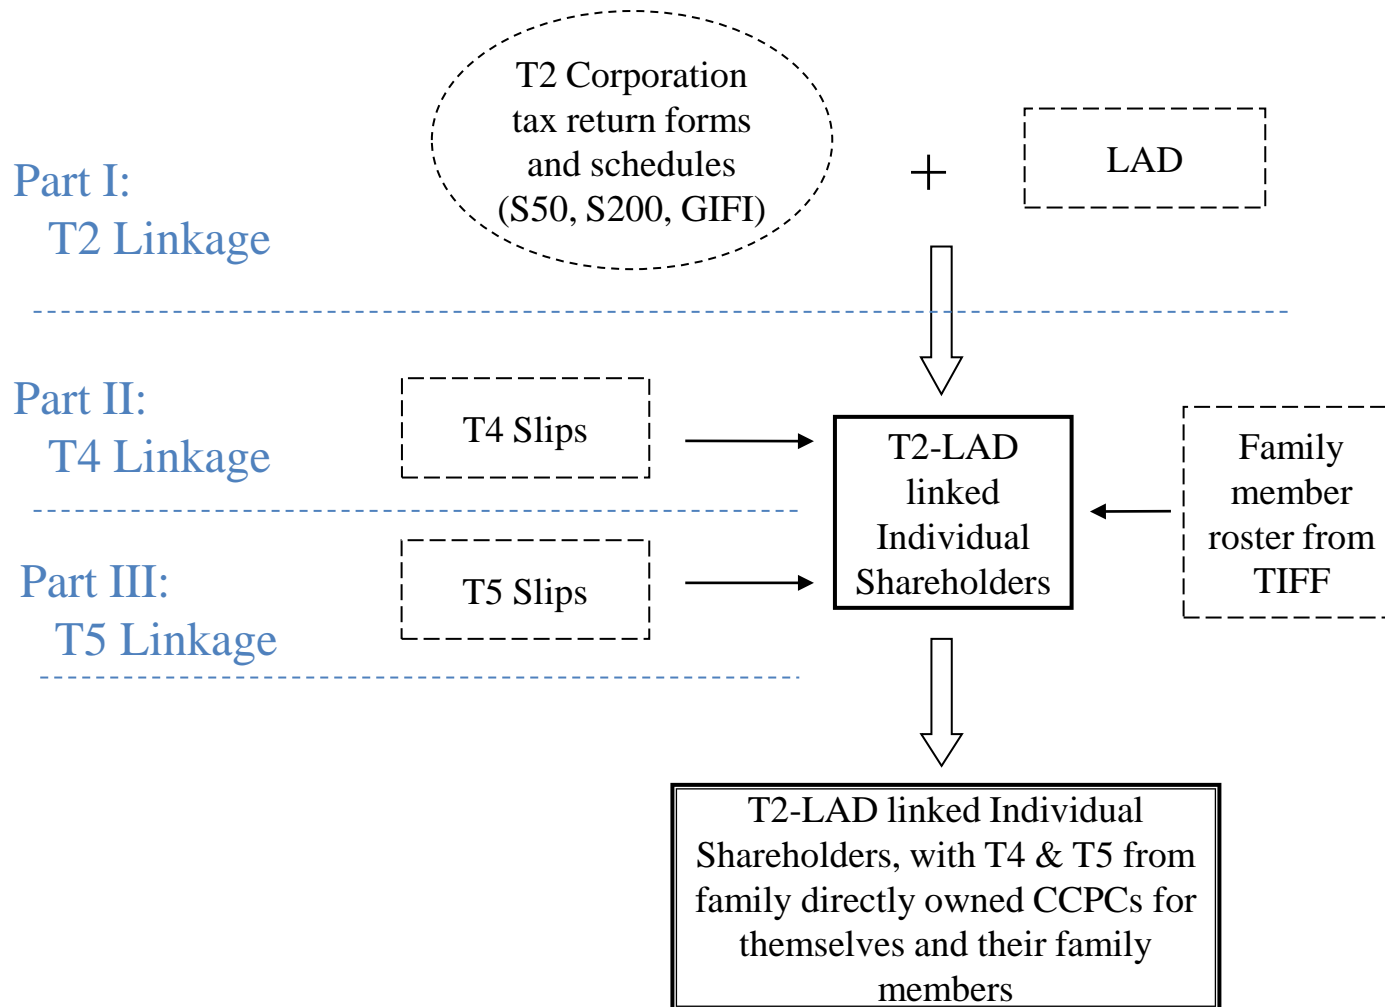 T2 Corporation
tax return forms
and schedules
(S50, S200, GIFI)
+
LAD
Part I:
T2 Linkage
Part II:
T4 Linkage
T4 Slips
T2-LAD
linked
Individual
Shareholders
Family
member
roster from
TIFF
Part III:
T5 Linkage
T5 Slips
T2-LAD linked Individual
Shareholders, with T4 & T5 from
family directly owned CCPCs for
themselves and their family
members